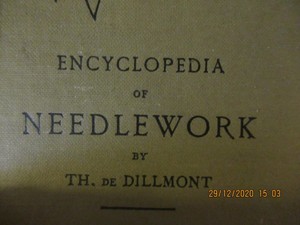 ENCYCLOPEDIA
OF
NEEDLEWORK
BY
TH. DE DILLMONT
29/12/2020 15:03